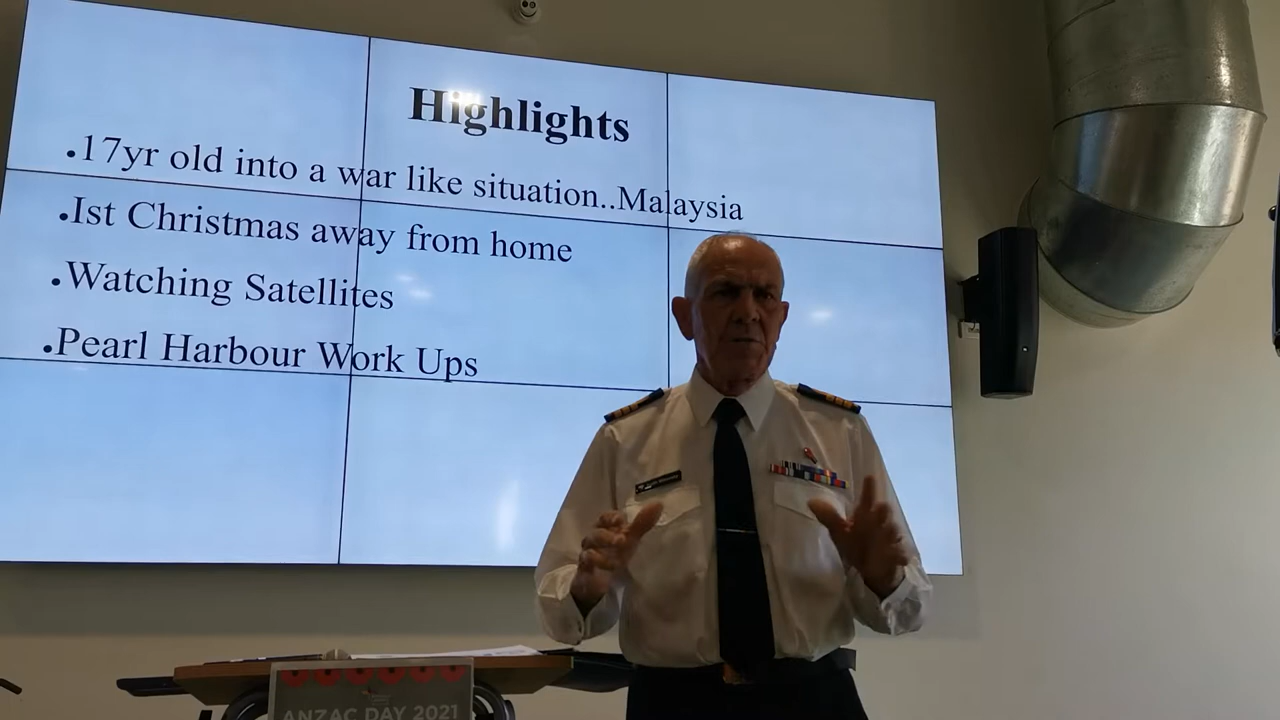 Highlights
.17yr old into a war like situation..Malaysia
.Ist Christmas away from home
.Watching Satellites
.Pearl Harbour Work Ups
ANZAC DAY 2021